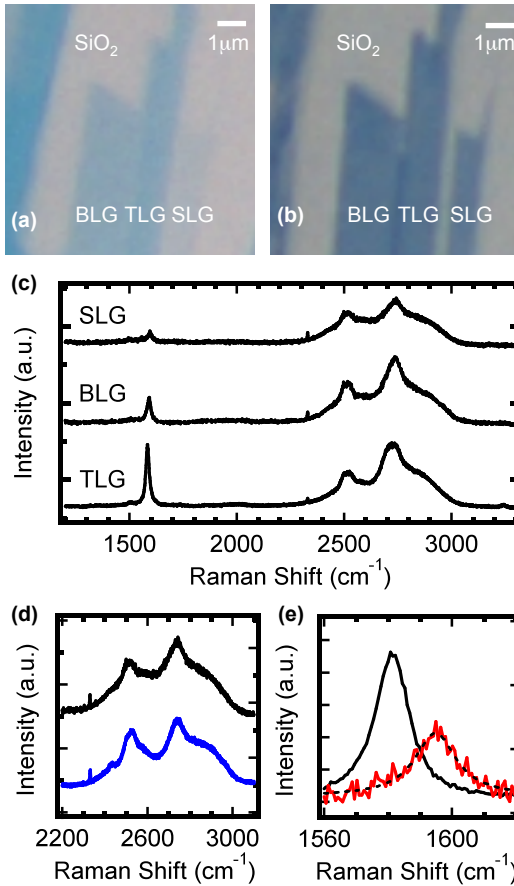 SiO2
1μm
(a)
BLG TLG SLG
SiO2
1μm
(b)
BLG TLG SLG
(c)
SLG
BLG
TLG
Intensity (a.u.)
1500 2000 2500 3000
Raman Shift (cm-1)
(d)
Intensity (a.u.)
2200 2600 3000
Raman Shift (cm-1)
(e)
Intensity (a.u.)
1560 1600
Raman Shift (cm-1)